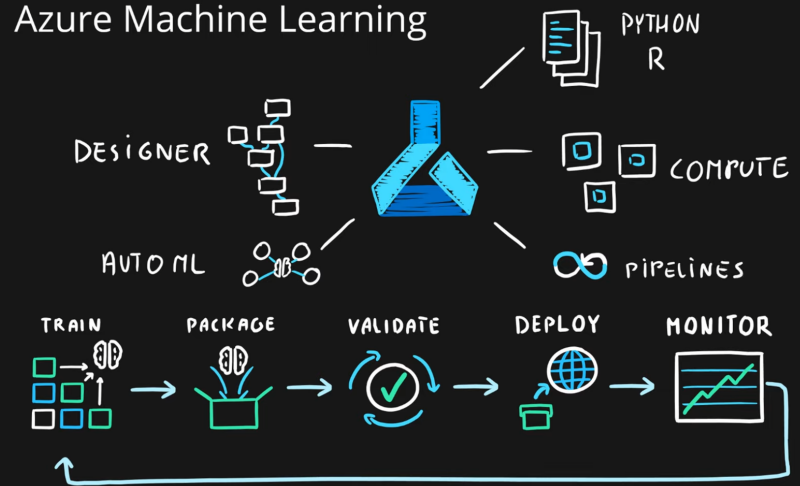 Azure Machine Learning
PYTHON
R
DESiGNER
COMPUTE
AUTO ML
PiPELiNES
TRAIN
PACKAGE
VALIDATE
DEPLOY
MONITOR